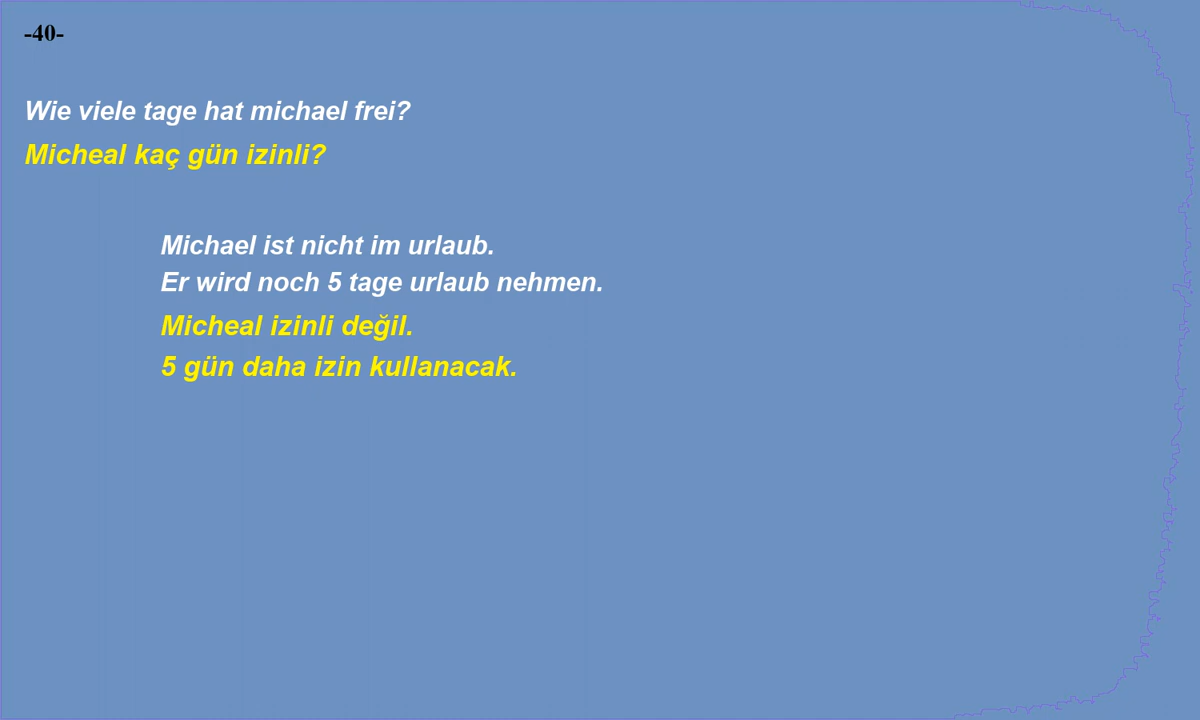 -40-
Wie viele tage hat michael frei?
Micheal kaç gün izinli?
Michael ist nicht im urlaub.
Er wird noch 5 tage urlaub nehmen.
Micheal izinli değil.
5 gün daha izin kullanacak.